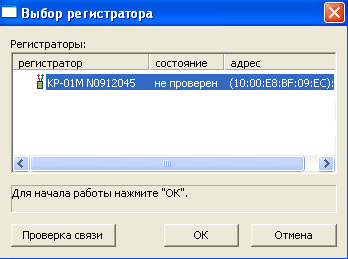 Выбор регистратора
Регистраторы:
регистратор состояние адрес
КР-01М N0912045 не проверен (10:00:E8:BF:09:EC):
Для начала работы нажмите "ОК".
Проверка связи ОК Отмена